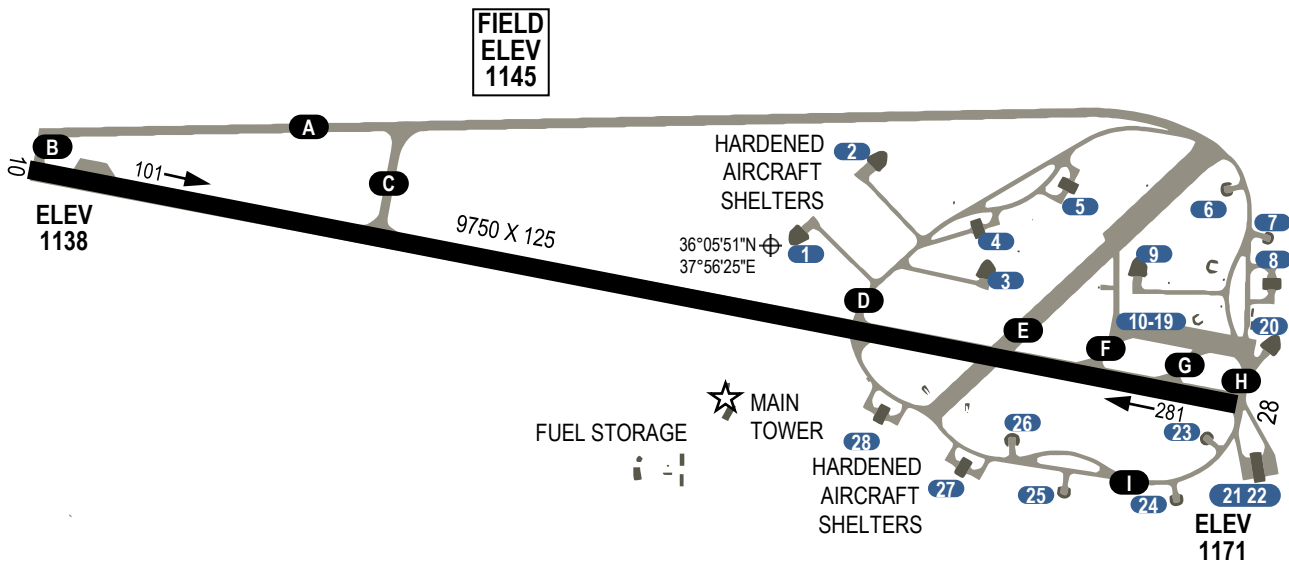 FIELD
ELEV
1145
A
B
10
101
C
ELEV
1138
9750 X 125
HARDENED
AIRCRAFT
SHELTERS
2
5
6
7
36°05'51"N
37°56'25"E
1
4
3
9
8
D
E
10-19
20
F
G
H
281
28
MAIN
TOWER
FUEL STORAGE
28
26
23
HARDENED
AIRCRAFT
SHELTERS
27
25
I
24
21 22
ELEV
1171